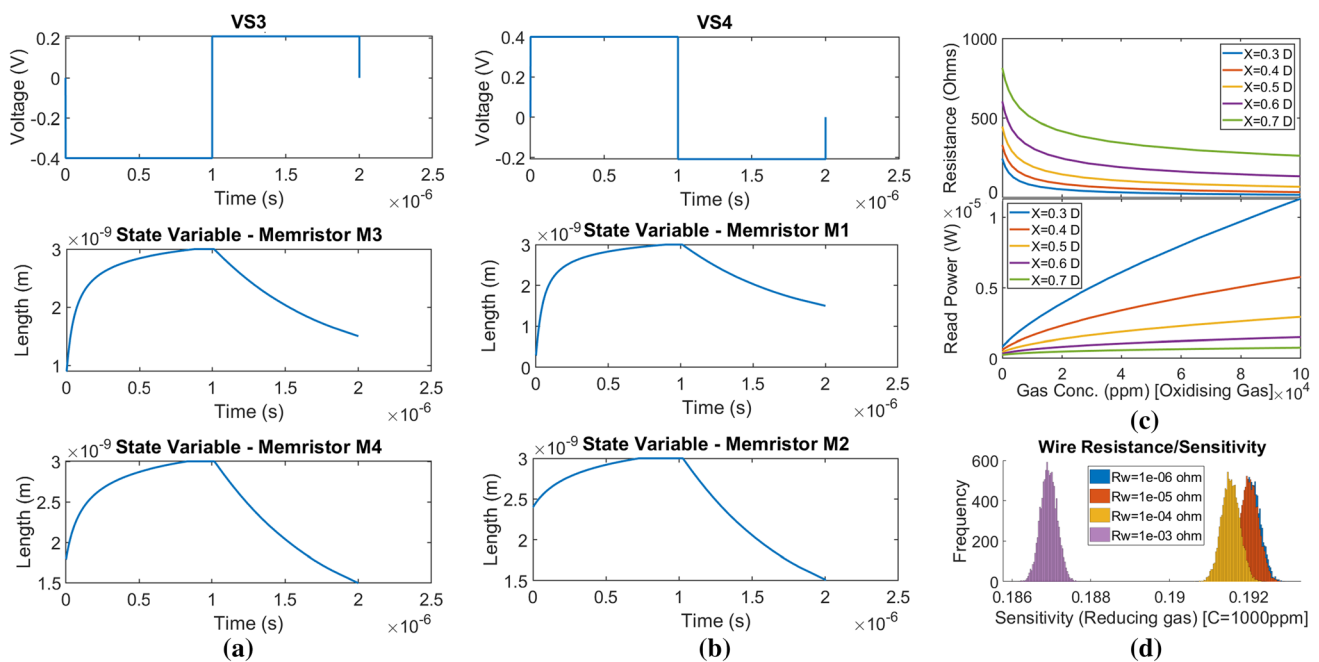 VS3
0.2
0
-0.2
-0.4
Voltage (V)
0 0.5 1 1.5 2 2.5
Time (s)
×10⁻⁶
×10⁻⁹ State Variable - Memristor M3
3
2
1
Length (m)
0 0.5 1 1.5 2 2.5
Time (s)
×10⁻⁶
×10⁻⁹ State Variable - Memristor M4
3
2.5
2
1.5
Length (m)
0 0.5 1 1.5 2 2.5
Time (s)
×10⁻⁶
(a)
VS4
0.4
0.2
0
-0.2
Voltage (V)
0 0.5 1 1.5 2 2.5
Time (s)
×10⁻⁶
×10⁻⁹ State Variable - Memristor M1
3
2
1
0
Length (m)
0 0.5 1 1.5 2 2.5
Time (s)
×10⁻⁶
×10⁻⁹ State Variable - Memristor M2
3
2.5
2
1.5
Length (m)
0 0.5 1 1.5 2 2.5
Time (s)
×10⁻⁶
(b)
1000
500
0
Resistance (Ohms)
X=0.3 D
X=0.4 D
X=0.5 D
X=0.6 D
X=0.7 D
×10⁻⁵
1
0.5
0
Read Power (W)
X=0.3 D
X=0.4 D
X=0.5 D
X=0.6 D
X=0.7 D
0 2 4 6 8 10
Gas Conc. (ppm) [Oxidising Gas]×10⁴
(c)
Wire Resistance/Sensitivity
600
400
200
0
Frequency
Rw=1e-06 ohm
Rw=1e-05 ohm
Rw=1e-04 ohm
Rw=1e-03 ohm
0.186 0.188 0.19 0.192
Sensitivity (Reducing gas) [C=1000ppm]
(d)